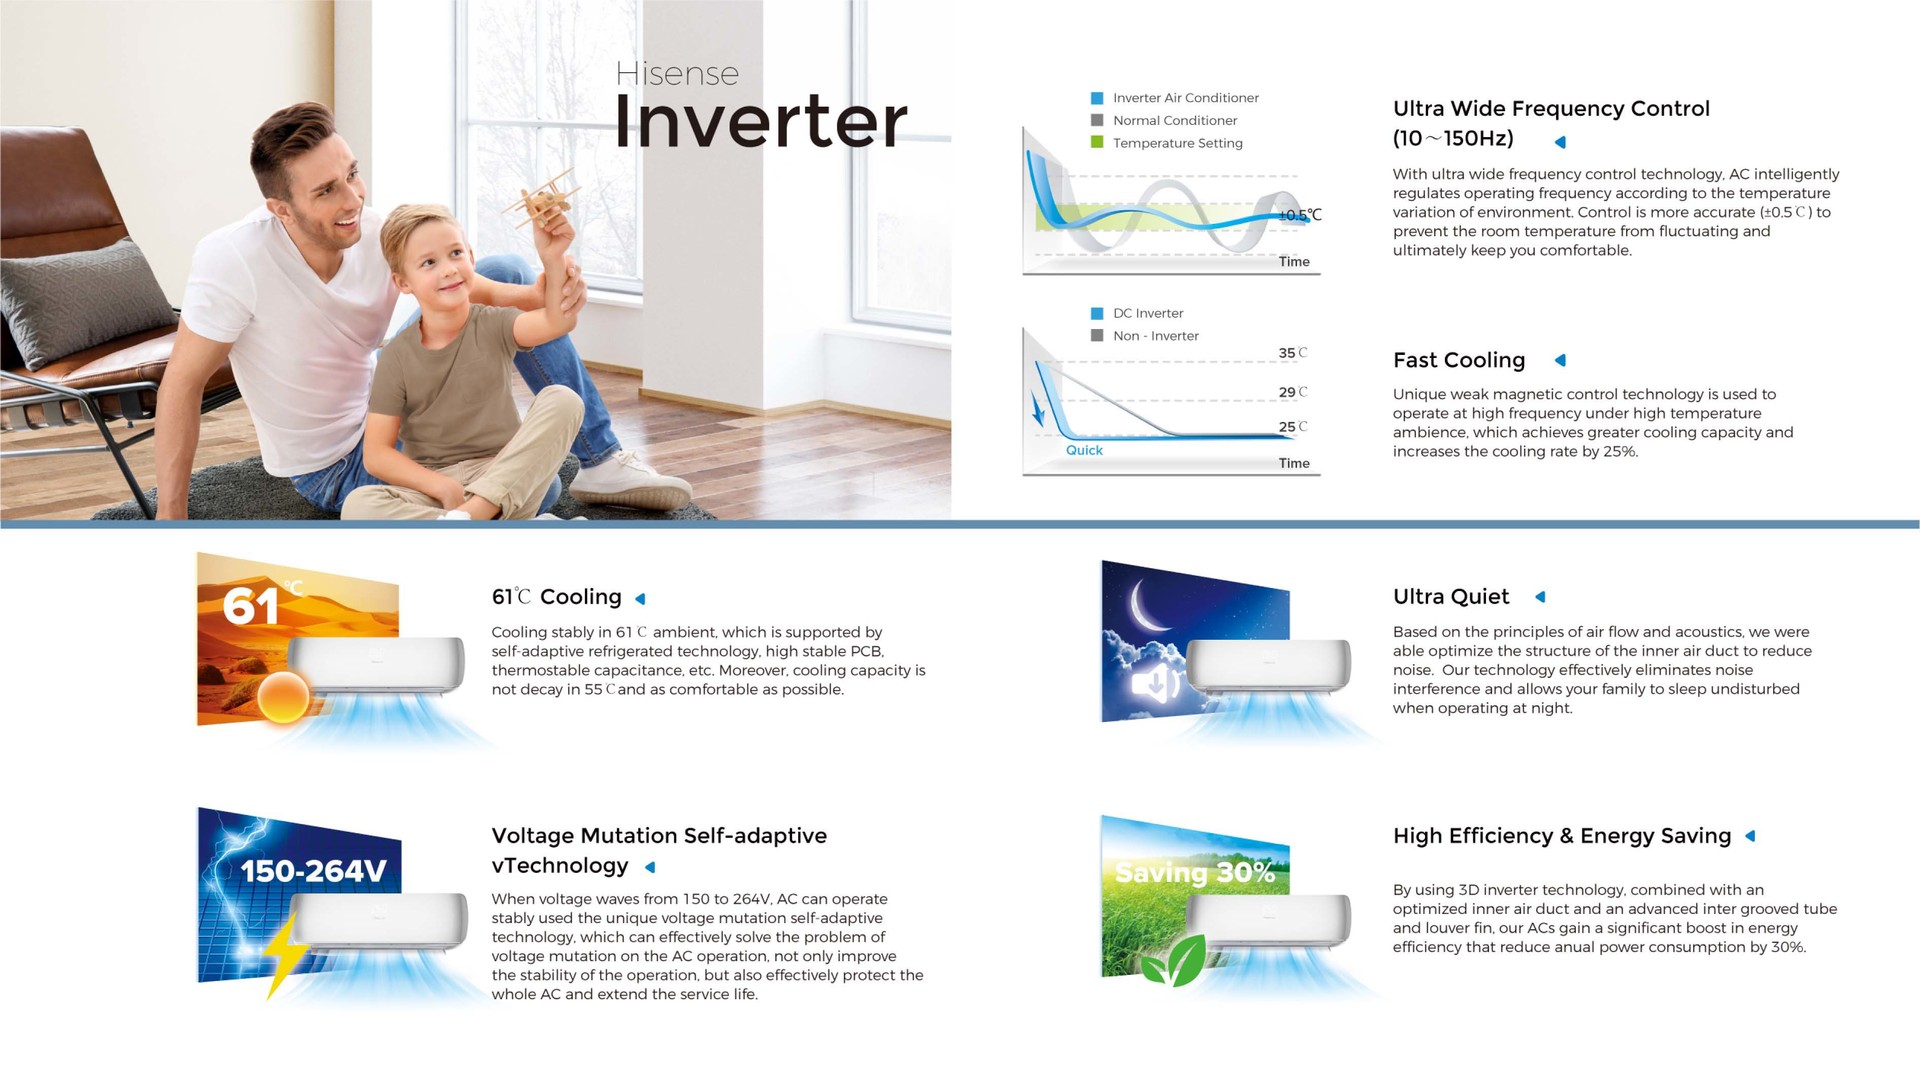 Hisense
Inverter
Inverter Air Conditioner
Normal Conditioner
Temperature Setting
±0.5℃
Time
Ultra Wide Frequency Control
(10～150Hz)
With ultra wide frequency control technology, AC intelligently
regulates operating frequency according to the temperature
variation of environment. Control is more accurate (±0.5℃) to
prevent the room temperature from fluctuating and
ultimately keep you comfortable.
DC Inverter
Non - Inverter
35℃
29℃
25℃
Quick
Time
Fast Cooling
Unique weak magnetic control technology is used to
operate at high frequency under high temperature
ambience, which achieves greater cooling capacity and
increases the cooling rate by 25%.
61℃
61℃ Cooling
Cooling stably in 61℃ ambient, which is supported by
self-adaptive refrigerated technology, high stable PCB,
thermostable capacitance, etc. Moreover, cooling capacity is
not decay in 55℃and as comfortable as possible.
Ultra Quiet
Based on the principles of air flow and acoustics, we were
able optimize the structure of the inner air duct to reduce
noise. Our technology effectively eliminates noise
interference and allows your family to sleep undisturbed
when operating at night.
150-264V
Voltage Mutation Self-adaptive
vTechnology
When voltage waves from 150 to 264V, AC can operate
stably used the unique voltage mutation self-adaptive
technology, which can effectively solve the problem of
voltage mutation on the AC operation, not only improve
the stability of the operation, but also effectively protect the
whole AC and extend the service life.
Saving 30%
High Efficiency & Energy Saving
By using 3D inverter technology, combined with an
optimized inner air duct and an advanced inter grooved tube
and louver fin, our ACs gain a significant boost in energy
efficiency that reduce anual power consumption by 30%.